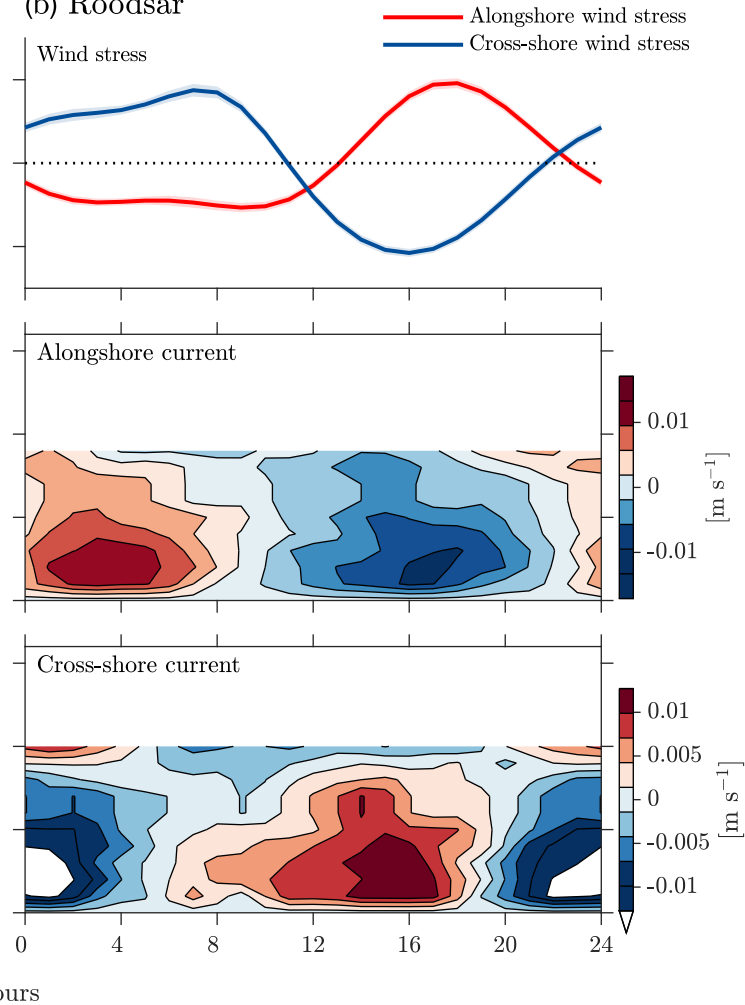 (b) Roodsar
Alongshore wind stress
Cross-shore wind stress
Wind stress
Alongshore current
0.01
0
-0.01
[m s⁻¹]
Cross-shore current
0.01
0.005
0
-0.005
-0.01
[m s⁻¹]
0 4 8 12 16 20 24
ours